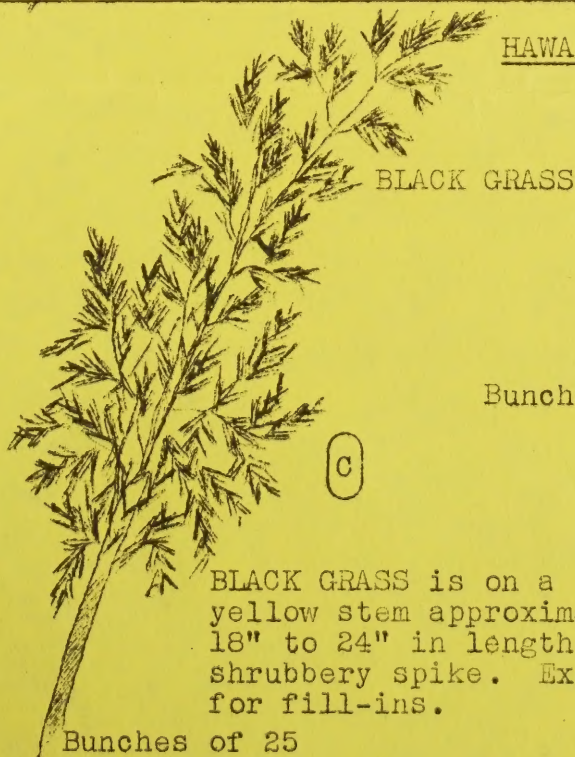 HAWA
BLACK GRASS
Bunch
C
BLACK GRASS is on a
yellow stem approxim
18" to 24" in length
shrubbery spike. Ex
for fill-ins.
Bunches of 25